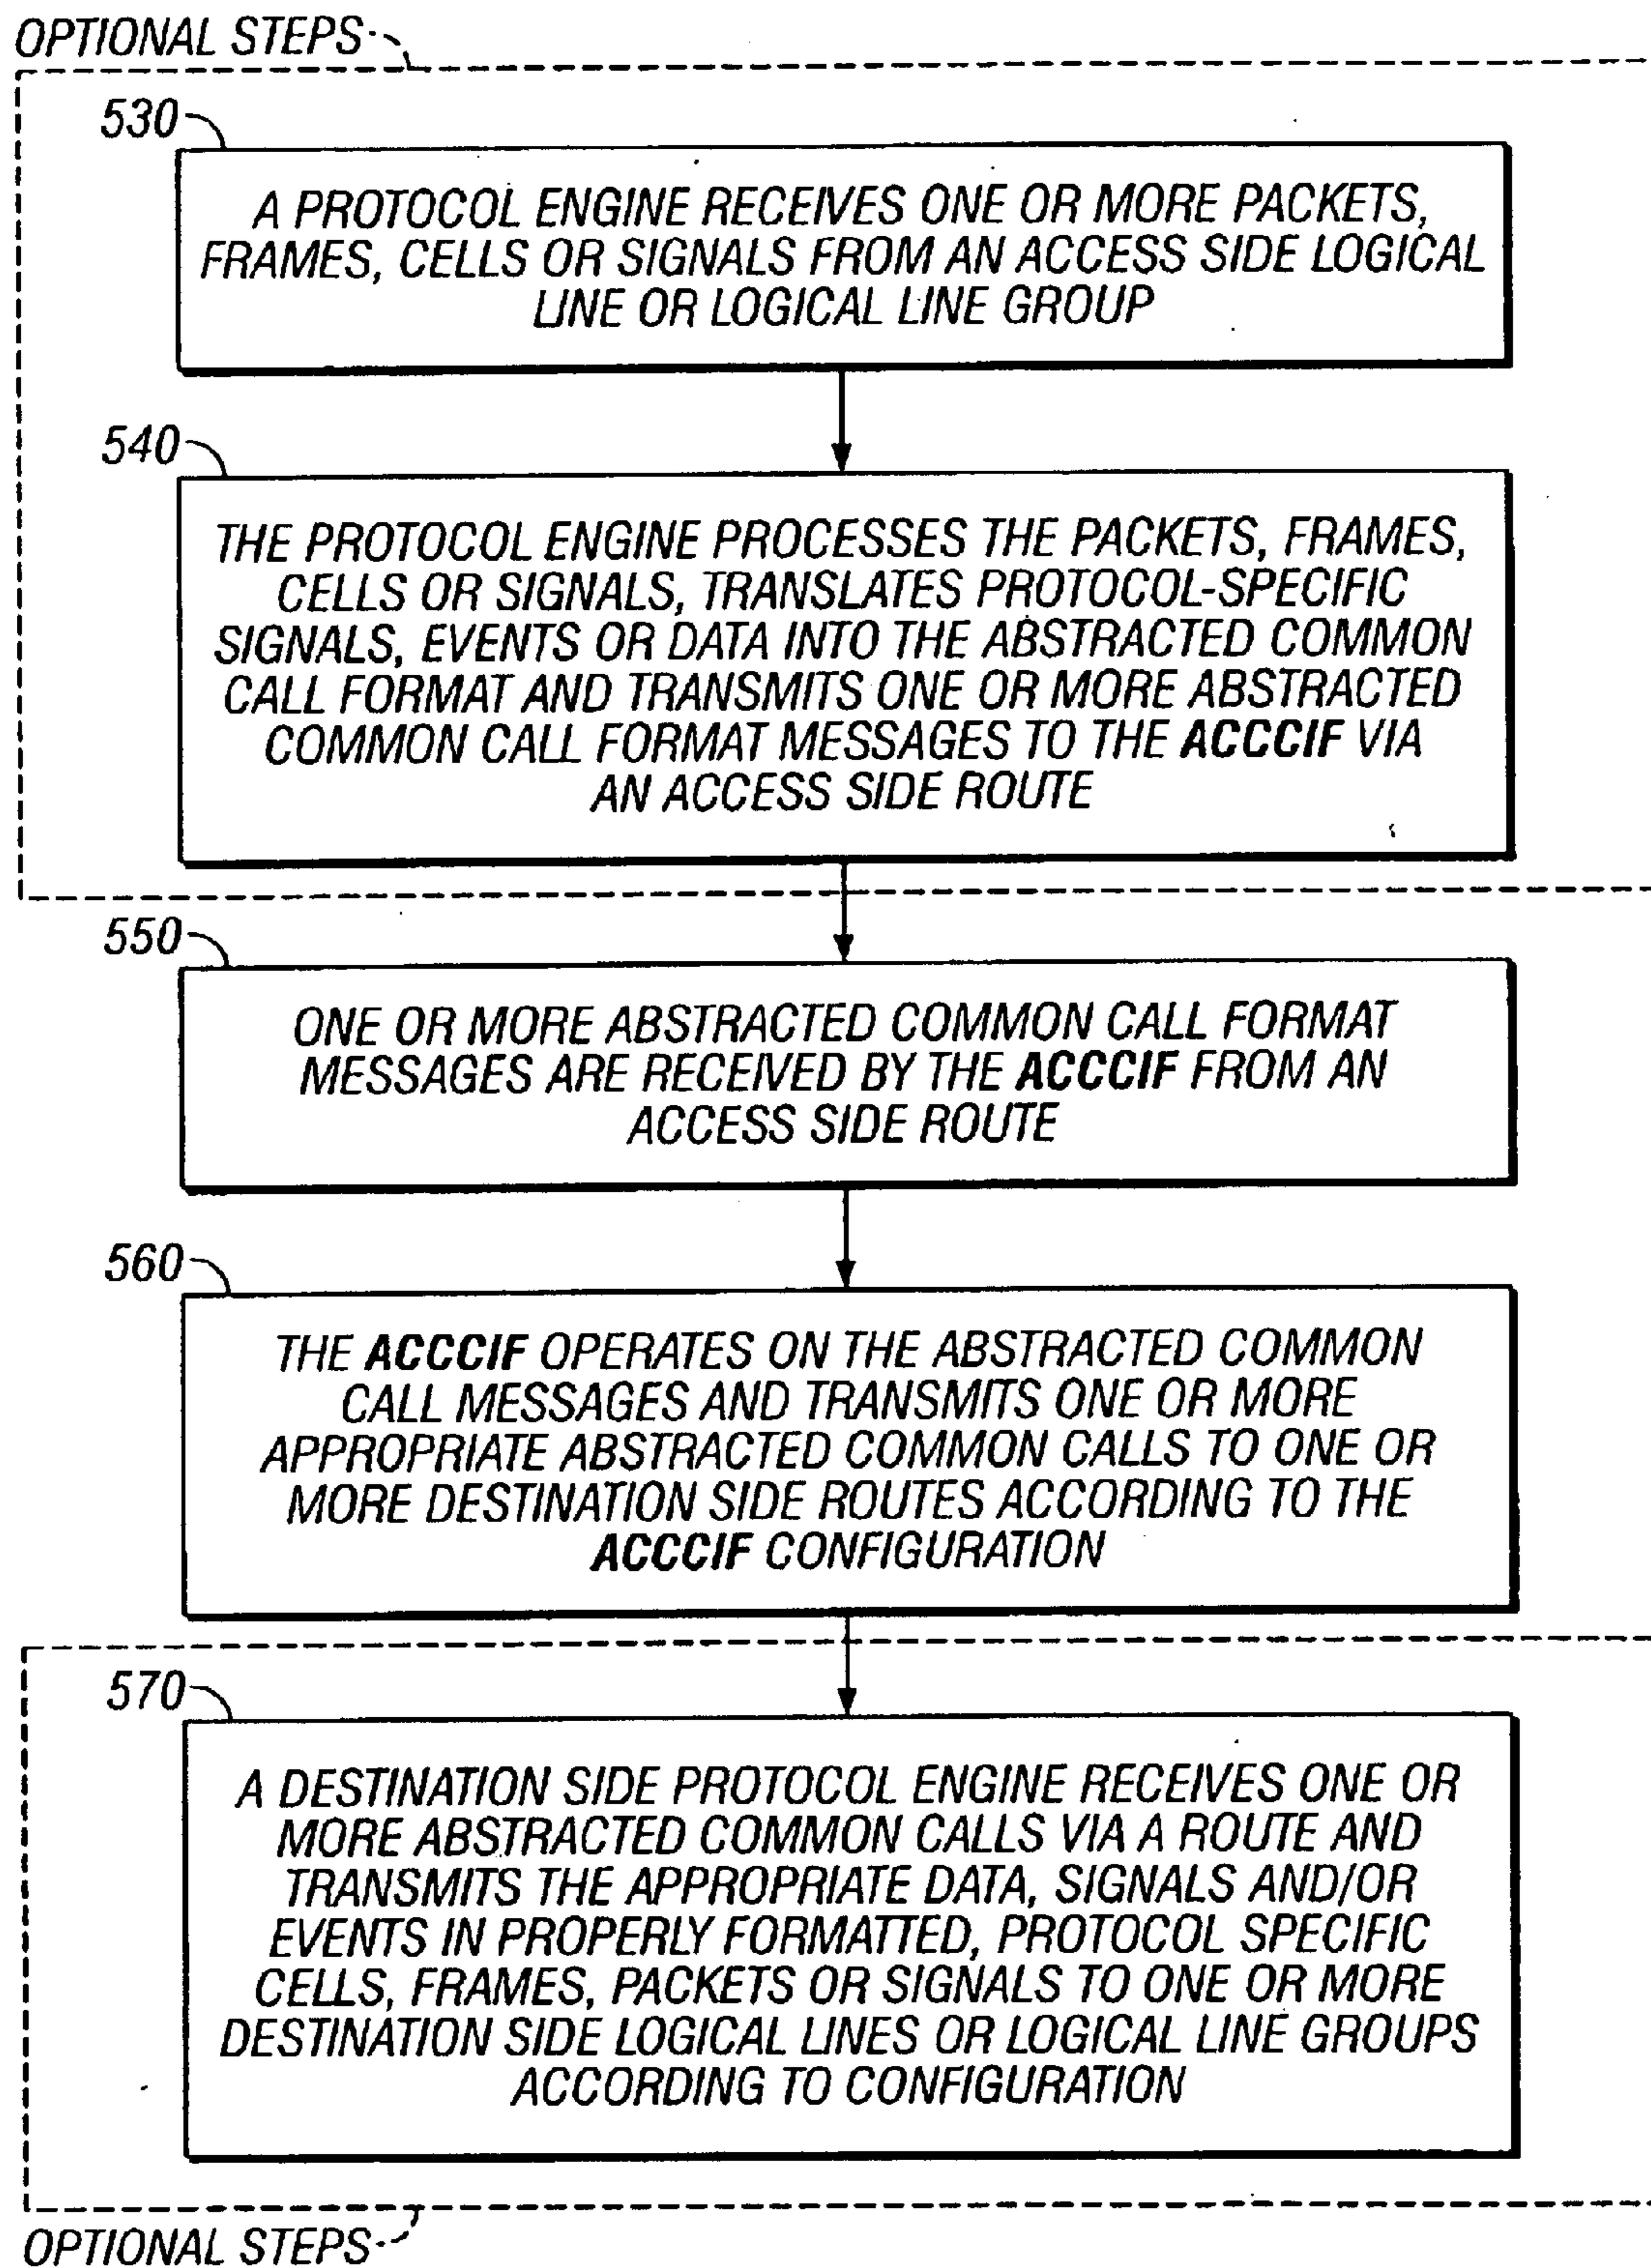 OPTIONAL STEPS
530
A PROTOCOL ENGINE RECEIVES ONE OR MORE PACKETS,
FRAMES, CELLS OR SIGNALS FROM AN ACCESS SIDE LOGICAL
LINE OR LOGICAL LINE GROUP
540
THE PROTOCOL ENGINE PROCESSES THE PACKETS, FRAMES,
CELLS OR SIGNALS, TRANSLATES PROTOCOL-SPECIFIC
SIGNALS, EVENTS OR DATA INTO THE ABSTRACTED COMMON
CALL FORMAT AND TRANSMITS ONE OR MORE ABSTRACTED
COMMON CALL FORMAT MESSAGES TO THE ACCCIF VIA
AN ACCESS SIDE ROUTE
550
ONE OR MORE ABSTRACTED COMMON CALL FORMAT
MESSAGES ARE RECEIVED BY THE ACCCIF FROM AN
ACCESS SIDE ROUTE
560
THE ACCCIF OPERATES ON THE ABSTRACTED COMMON
CALL MESSAGES AND TRANSMITS ONE OR MORE
APPROPRIATE ABSTRACTED COMMON CALLS TO ONE OR
MORE DESTINATION SIDE ROUTES ACCORDING TO THE
ACCCIF CONFIGURATION
570
A DESTINATION SIDE PROTOCOL ENGINE RECEIVES ONE OR
MORE ABSTRACTED COMMON CALLS VIA A ROUTE AND
TRANSMITS THE APPROPRIATE DATA, SIGNALS AND/OR
EVENTS IN PROPERLY FORMATTED, PROTOCOL SPECIFIC
CELLS, FRAMES, PACKETS OR SIGNALS TO ONE OR MORE
DESTINATION SIDE LOGICAL LINES OR LOGICAL LINE GROUPS
ACCORDING TO CONFIGURATION
OPTIONAL STEPS